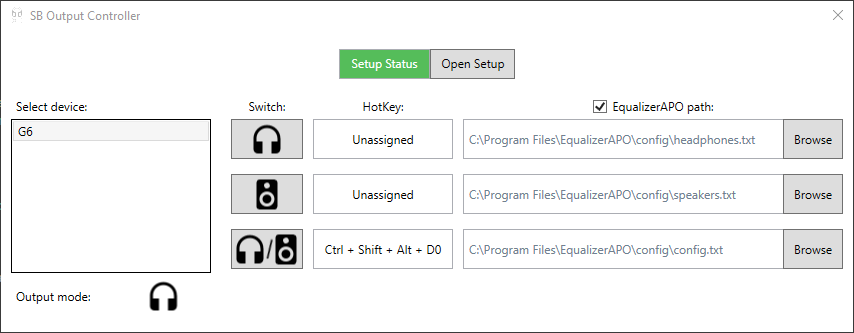 SB Output Controller
Setup Status Open Setup
Select device: Switch: HotKey: EqualizerAPO path:
G6 Unassigned C:\Program Files\EqualizerAPO\config\headphones.txt Browse
Unassigned C:\Program Files\EqualizerAPO\config\speakers.txt Browse
/ Ctrl + Shift + Alt + D0 C:\Program Files\EqualizerAPO\config\config.txt Browse
Output mode: